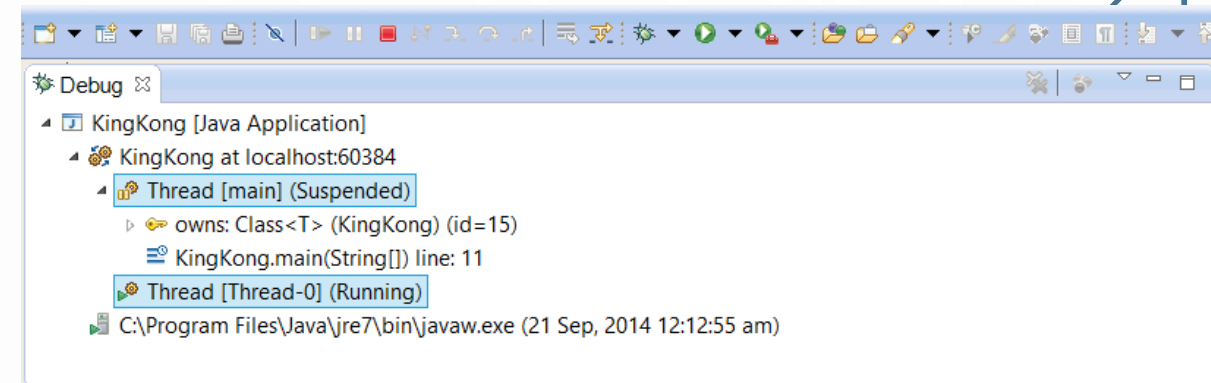 Debug
KingKong [Java Application]
KingKong at localhost:60384
Thread [main] (Suspended)
owns: Class<T> (KingKong) (id=15)
KingKong.main(String[]) line: 11
Thread [Thread-0] (Running)
C:\Program Files\Java\jre7\bin\javaw.exe (21 Sep, 2014 12:12:55 am)